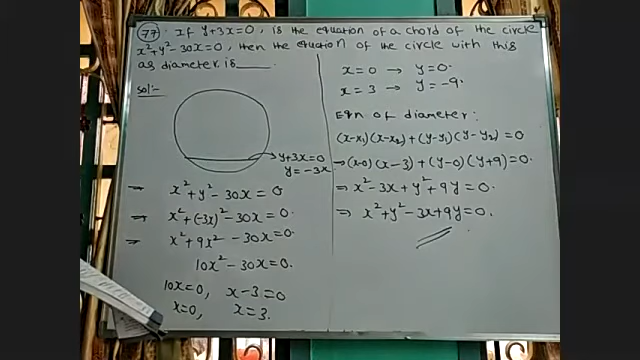 77. If y+3x=0, is the equation of a chord of the circle
x²+y²-30x=0, then the equation of the circle with this
as diameter is____.
Sol:-
y+3x=0
y=-3x
⇒ x²+y²-30x=0
⇒ x²+(-3x)²-30x=0.
⇒ x²+9x²-30x=0.
10x²-30x=0.
10x=0, x-3=0
x=0, x=3.
x=0 → y=0.
x=3 → y=-9.
Eqn of diameter:
(x-x₁)(x-x₂)+(y-y₁)(y-y₂)=0
⇒(x-0)(x-3)+(y-0)(y+9)=0.
⇒ x²-3x+y²+9y=0.
⇒ x²+y²-3x+9y=0.